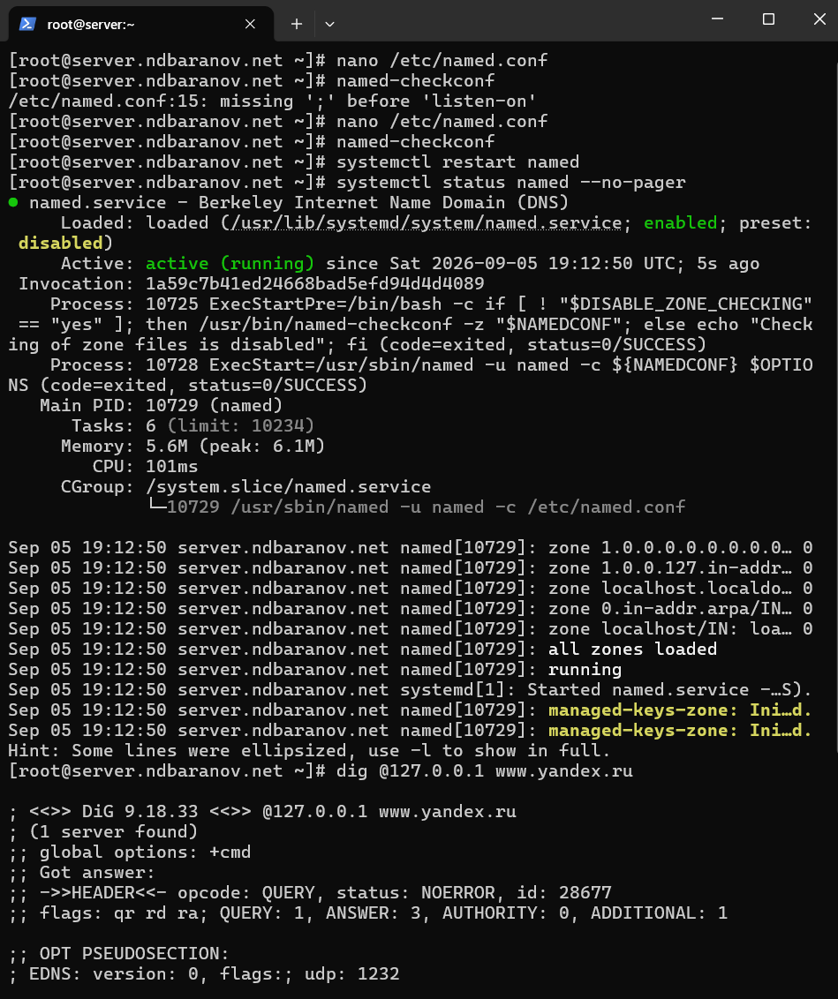 root@server:~
[root@server.ndbaranov.net ~]# nano /etc/named.conf
[root@server.ndbaranov.net ~]# named-checkconf
/etc/named.conf:15: missing ';' before 'listen-on'
[root@server.ndbaranov.net ~]# nano /etc/named.conf
[root@server.ndbaranov.net ~]# named-checkconf
[root@server.ndbaranov.net ~]# systemctl restart named
[root@server.ndbaranov.net ~]# systemctl status named --no-pager
● named.service - Berkeley Internet Name Domain (DNS)
     Loaded: loaded (/usr/lib/systemd/system/named.service; enabled; preset:
 disabled)
     Active: active (running) since Sat 2026-09-05 19:12:50 UTC; 5s ago
 Invocation: 1a59c7b41ed24668bad5efd94d4d4089
    Process: 10725 ExecStartPre=/bin/bash -c if [ ! "$DISABLE_ZONE_CHECKING"
 == "yes" ]; then /usr/bin/named-checkconf -z "$NAMEDCONF"; else echo "Check
ing of zone files is disabled"; fi (code=exited, status=0/SUCCESS)
    Process: 10728 ExecStart=/usr/sbin/named -u named -c ${NAMEDCONF} $OPTIO
NS (code=exited, status=0/SUCCESS)
   Main PID: 10729 (named)
      Tasks: 6 (limit: 10234)
     Memory: 5.6M (peak: 6.1M)
        CPU: 101ms
     CGroup: /system.slice/named.service
             └─10729 /usr/sbin/named -u named -c /etc/named.conf
Sep 05 19:12:50 server.ndbaranov.net named[10729]: zone 1.0.0.0.0.0.0.0.0… 0
Sep 05 19:12:50 server.ndbaranov.net named[10729]: zone 1.0.0.127.in-addr… 0
Sep 05 19:12:50 server.ndbaranov.net named[10729]: zone localhost.localdo… 0
Sep 05 19:12:50 server.ndbaranov.net named[10729]: zone 0.in-addr.arpa/IN… 0
Sep 05 19:12:50 server.ndbaranov.net named[10729]: zone localhost/IN: loa… 0
Sep 05 19:12:50 server.ndbaranov.net named[10729]: all zones loaded
Sep 05 19:12:50 server.ndbaranov.net named[10729]: running
Sep 05 19:12:50 server.ndbaranov.net systemd[1]: Started named.service -…S).
Sep 05 19:12:50 server.ndbaranov.net named[10729]: managed-keys-zone: Ini…d.
Sep 05 19:12:50 server.ndbaranov.net named[10729]: managed-keys-zone: Ini…d.
Hint: Some lines were ellipsized, use -l to show in full.
[root@server.ndbaranov.net ~]# dig @127.0.0.1 www.yandex.ru
; <<>> DiG 9.18.33 <<>> @127.0.0.1 www.yandex.ru
; (1 server found)
;; global options: +cmd
;; Got answer:
;; ->>HEADER<<- opcode: QUERY, status: NOERROR, id: 28677
;; flags: qr rd ra; QUERY: 1, ANSWER: 3, AUTHORITY: 0, ADDITIONAL: 1
;; OPT PSEUDOSECTION:
; EDNS: version: 0, flags:; udp: 1232